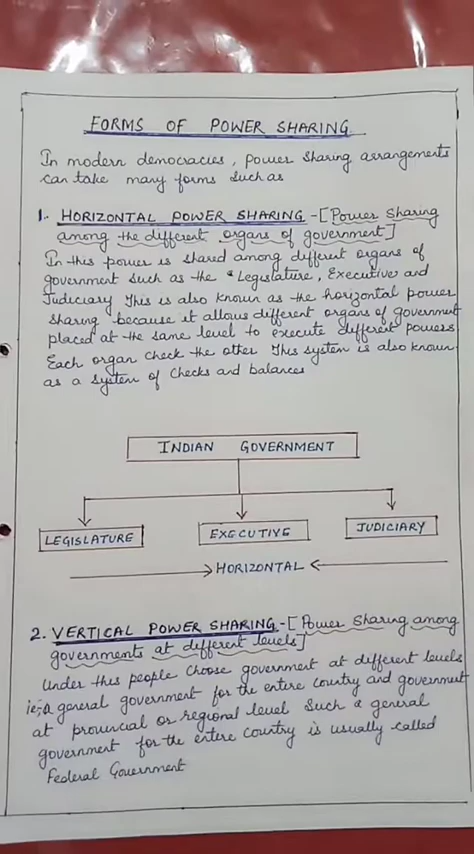 FORMS OF POWER SHARING
In modern democracies, power sharing arrangements
can take many forms such as
1. HORIZONTAL POWER SHARING - [Power sharing
among the different organs of government]
In this power is shared among different organs of
government such as the "Legislature, Executive and
Judiciary This is also known as the horizontal power
sharing because it allows different organs of government
placed at the same level to execute different powers
Each organ check the other This system is also known
as a system of checks and balances
INDIAN GOVERNMENT
LEGISLATURE EXECUTIVE JUDICIARY
HORIZONTAL
2. VERTICAL POWER SHARING - [Power sharing among
governments at different levels]
Under this people choose government at different levels
ie; a general government for the entire country and government
at provincial or regional level Such a general
government for the entire country is usually called
Federal Government